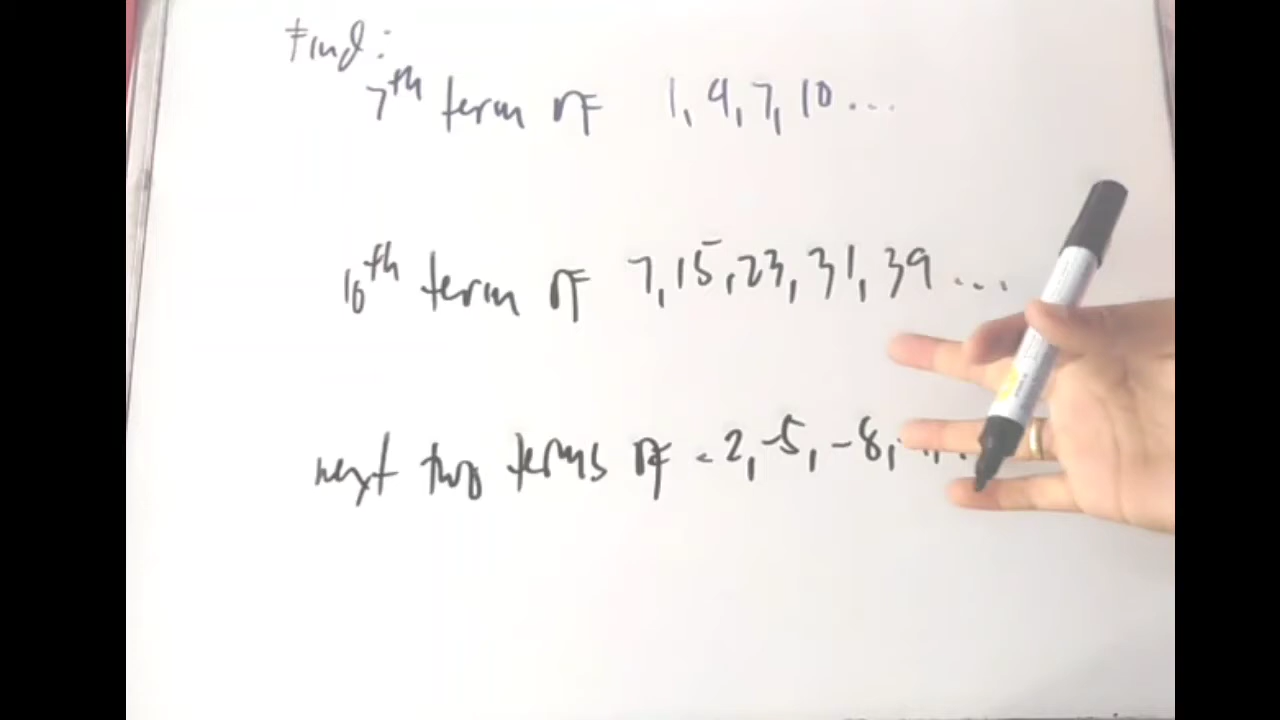 Find:
7th term of 1, 4, 7, 10 ...
10th term of 7, 15, 23, 31, 39 ...
next two terms of -2, -5, -8,